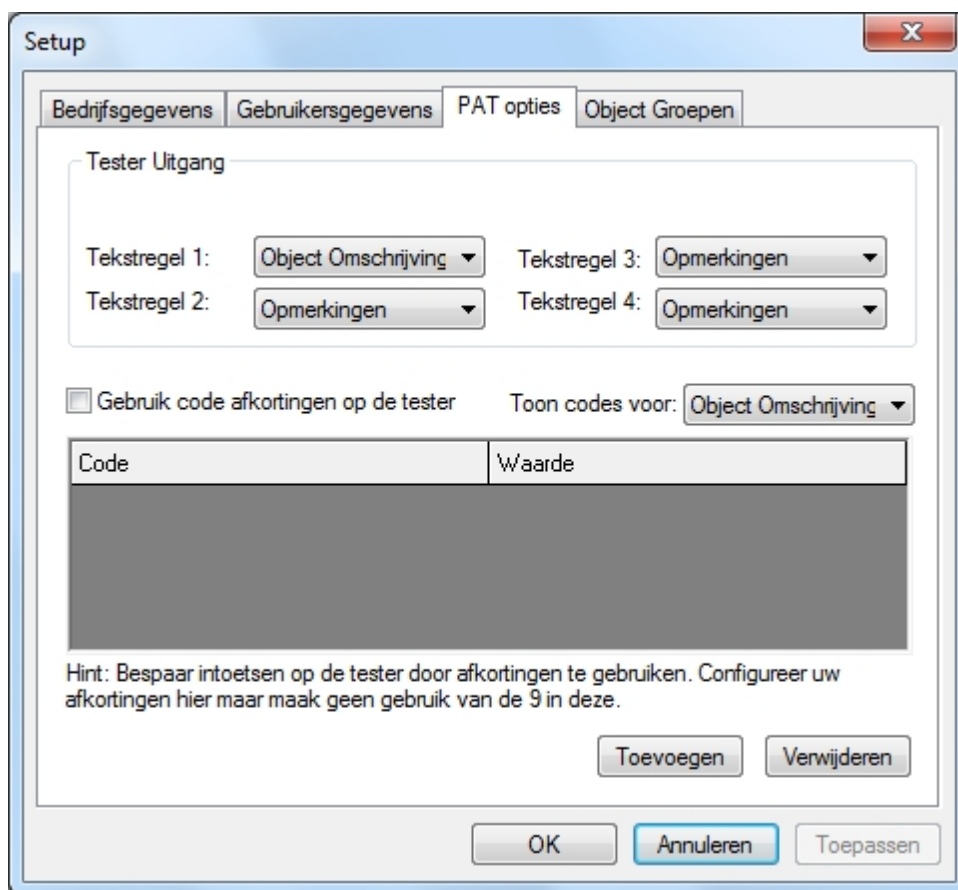 Setup
Bedrijfsgegevens Gebruikersgegevens PAT opties Object Groepen
Tester Uitgang
Tekstregel 1: Object Omschrijving Tekstregel 3: Opmerkingen
Tekstregel 2: Opmerkingen Tekstregel 4: Opmerkingen
Gebruik code afkortingen op de tester Toon codes voor: Object Omschrijving
Code Waarde
Hint: Bespaar intoetsen op de tester door afkortingen te gebruiken. Configureer uw
afkortingen hier maar maak geen gebruik van de 9 in deze.
Toevoegen Verwijderen
OK Annuleren Toepassen